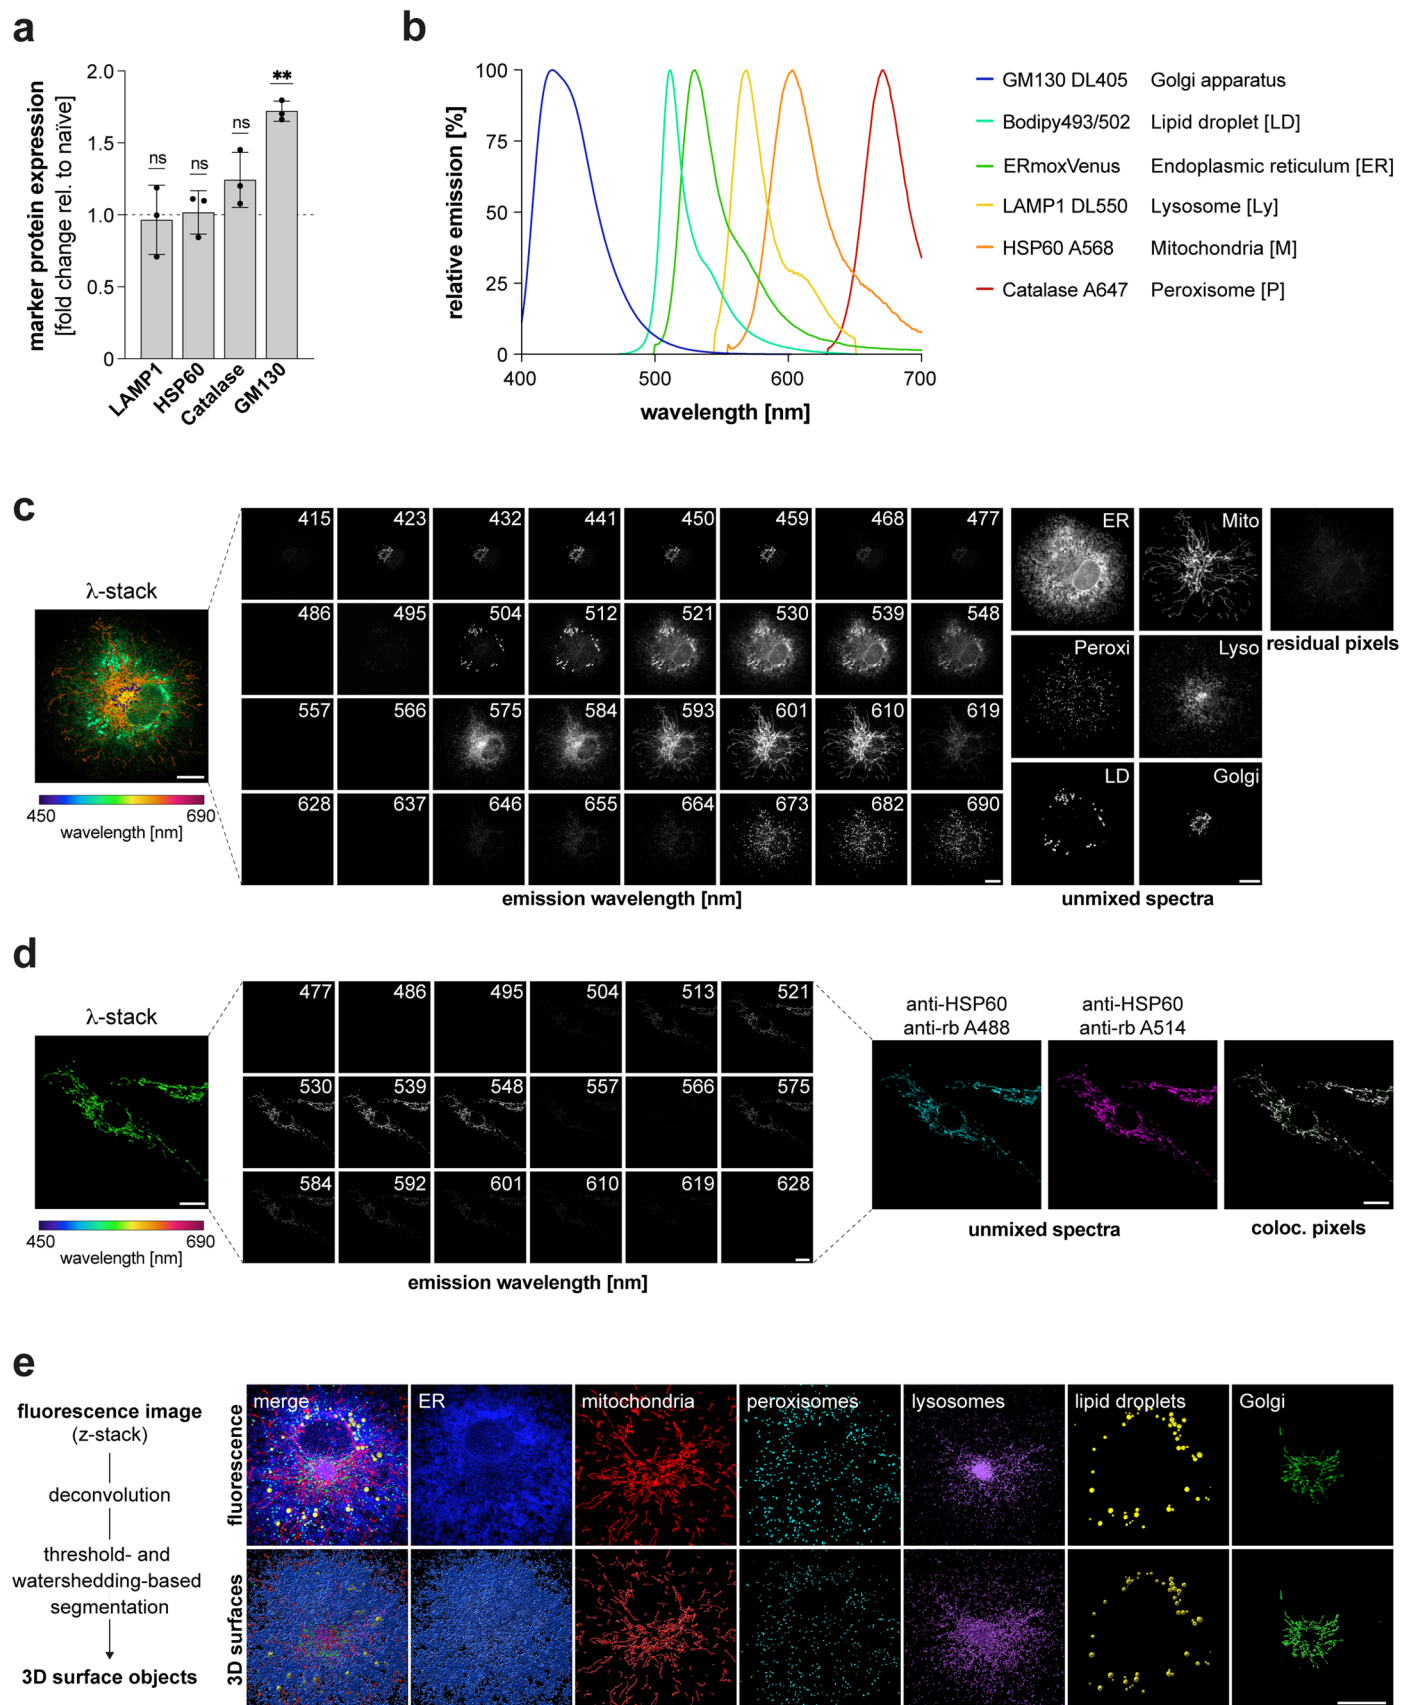 a
marker protein expression
[fold change rel. to naïve]
2.0
1.5
1.0
0.5
0
ns
ns
ns
**
LAMP1
HSP60
Catalase
GM130
b
relative emission [%]
100
75
50
25
0
400 500 600 700
wavelength [nm]
GM130 DL405 Golgi apparatus
Bodipy493/502 Lipid droplet [LD]
ERmoxVenus Endoplasmic reticulum [ER]
LAMP1 DL550 Lysosome [Ly]
HSP60 A568 Mitochondria [M]
Catalase A647 Peroxisome [P]
c
λ-stack
450 690
wavelength [nm]
415 423 432 441 450 459 468 477
486 495 504 512 521 530 539 548
557 566 575 584 593 601 610 619
628 637 646 655 664 673 682 690
emission wavelength [nm]
ER Mito
Peroxi Lyso
LD Golgi
unmixed spectra
residual pixels
d
λ-stack
450 690
wavelength [nm]
477 486 495 504 513 521
530 539 548 557 566 575
584 592 601 610 619 628
emission wavelength [nm]
anti-HSP60
anti-rb A488
anti-HSP60
anti-rb A514
unmixed spectra
coloc. pixels
e
fluorescence image
(z-stack)
deconvolution
threshold- and
watershedding-based
segmentation
3D surface objects
fluorescence
3D surfaces
merge ER mitochondria peroxisomes lysosomes lipid droplets Golgi